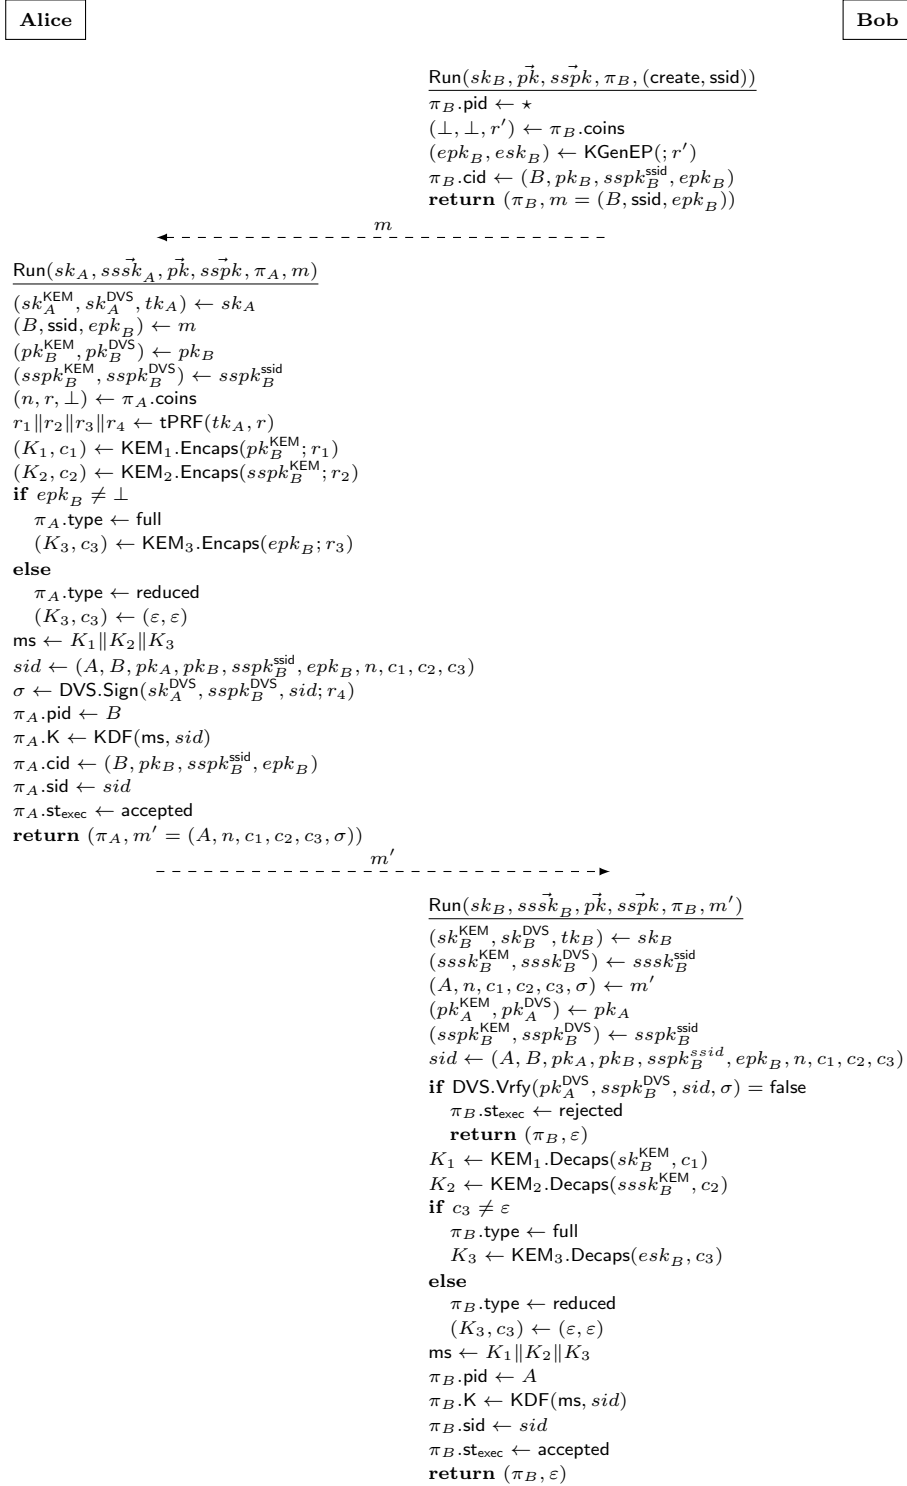 Alice
Bob
Run(sk_B, \vec{pk}, \vec{sspk}, π_B, (create, ssid))
π_B.pid ← ⋆
(⊥, ⊥, r′) ← π_B.coins
(epk_B, esk_B) ← KGenEP(; r′)
π_B.cid ← (B, pk_B, sspk_B^ssid, epk_B)
return (π_B, m = (B, ssid, epk_B))
m
Run(sk_A, \vec{sssk}_A, \vec{pk}, \vec{sspk}, π_A, m)
(sk_A^KEM, sk_A^DVS, tk_A) ← sk_A
(B, ssid, epk_B) ← m
(pk_B^KEM, pk_B^DVS) ← pk_B
(sspk_B^KEM, sspk_B^DVS) ← sspk_B^ssid
(n, r, ⊥) ← π_A.coins
r_1‖r_2‖r_3‖r_4 ← tPRF(tk_A, r)
(K_1, c_1) ← KEM_1.Encaps(pk_B^KEM; r_1)
(K_2, c_2) ← KEM_2.Encaps(sspk_B^KEM; r_2)
if epk_B ≠ ⊥
π_A.type ← full
(K_3, c_3) ← KEM_3.Encaps(epk_B; r_3)
else
π_A.type ← reduced
(K_3, c_3) ← (ε, ε)
ms ← K_1‖K_2‖K_3
sid ← (A, B, pk_A, pk_B, sspk_B^ssid, epk_B, n, c_1, c_2, c_3)
σ ← DVS.Sign(sk_A^DVS, sspk_B^DVS, sid; r_4)
π_A.pid ← B
π_A.K ← KDF(ms, sid)
π_A.cid ← (B, pk_B, sspk_B^ssid, epk_B)
π_A.sid ← sid
π_A.st_exec ← accepted
return (π_A, m′ = (A, n, c_1, c_2, c_3, σ))
m′
Run(sk_B, \vec{sssk}_B, \vec{pk}, \vec{sspk}, π_B, m′)
(sk_B^KEM, sk_B^DVS, tk_B) ← sk_B
(sssk_B^KEM, sssk_B^DVS) ← sssk_B^ssid
(A, n, c_1, c_2, c_3, σ) ← m′
(pk_A^KEM, pk_A^DVS) ← pk_A
(sspk_B^KEM, sspk_B^DVS) ← sspk_B^ssid
sid ← (A, B, pk_A, pk_B, sspk_B^ssid, epk_B, n, c_1, c_2, c_3)
if DVS.Vrfy(pk_A^DVS, sspk_B^DVS, sid, σ) = false
π_B.st_exec ← rejected
return (π_B, ε)
K_1 ← KEM_1.Decaps(sk_B^KEM, c_1)
K_2 ← KEM_2.Decaps(sssk_B^KEM, c_2)
if c_3 ≠ ε
π_B.type ← full
K_3 ← KEM_3.Decaps(esk_B, c_3)
else
π_B.type ← reduced
(K_3, c_3) ← (ε, ε)
ms ← K_1‖K_2‖K_3
π_B.pid ← A
π_B.K ← KDF(ms, sid)
π_B.sid ← sid
π_B.st_exec ← accepted
return (π_B, ε)